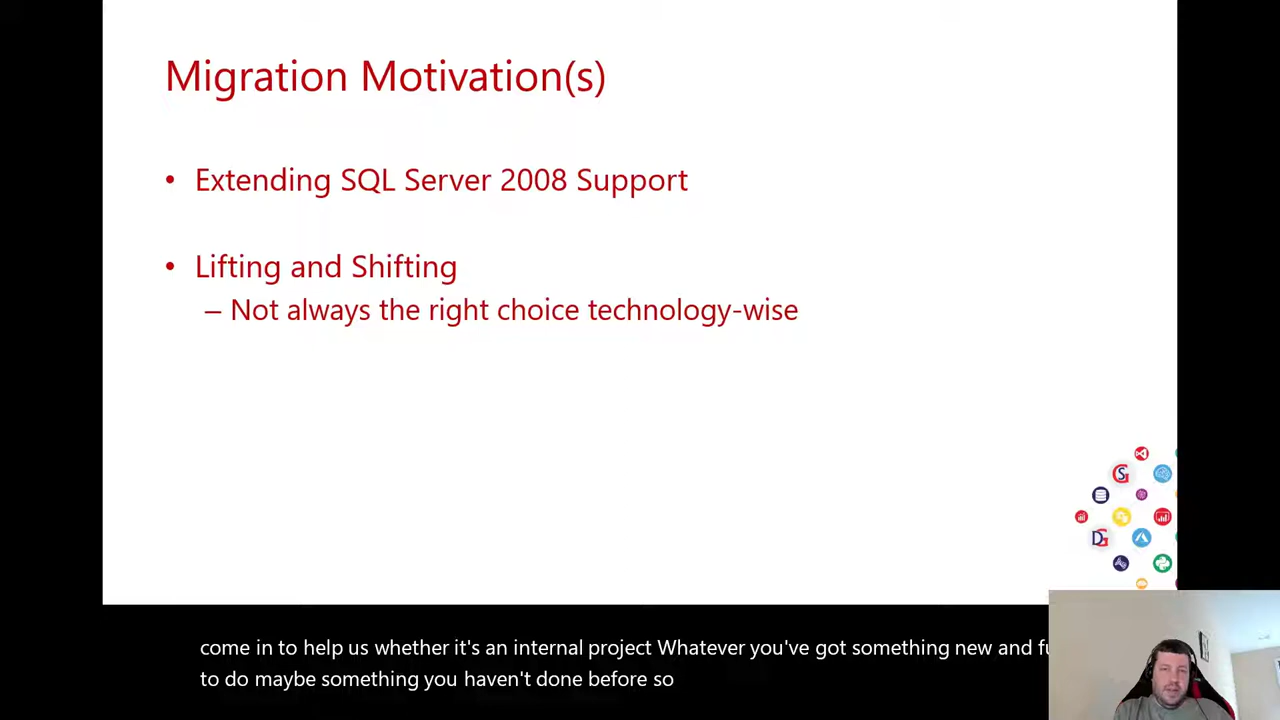 Migration Motivation(s)
• Extending SQL Server 2008 Support
• Lifting and Shifting
– Not always the right choice technology-wise
come in to help us whether it's an internal project Whatever you've got something new and
to do maybe something you haven't done before so